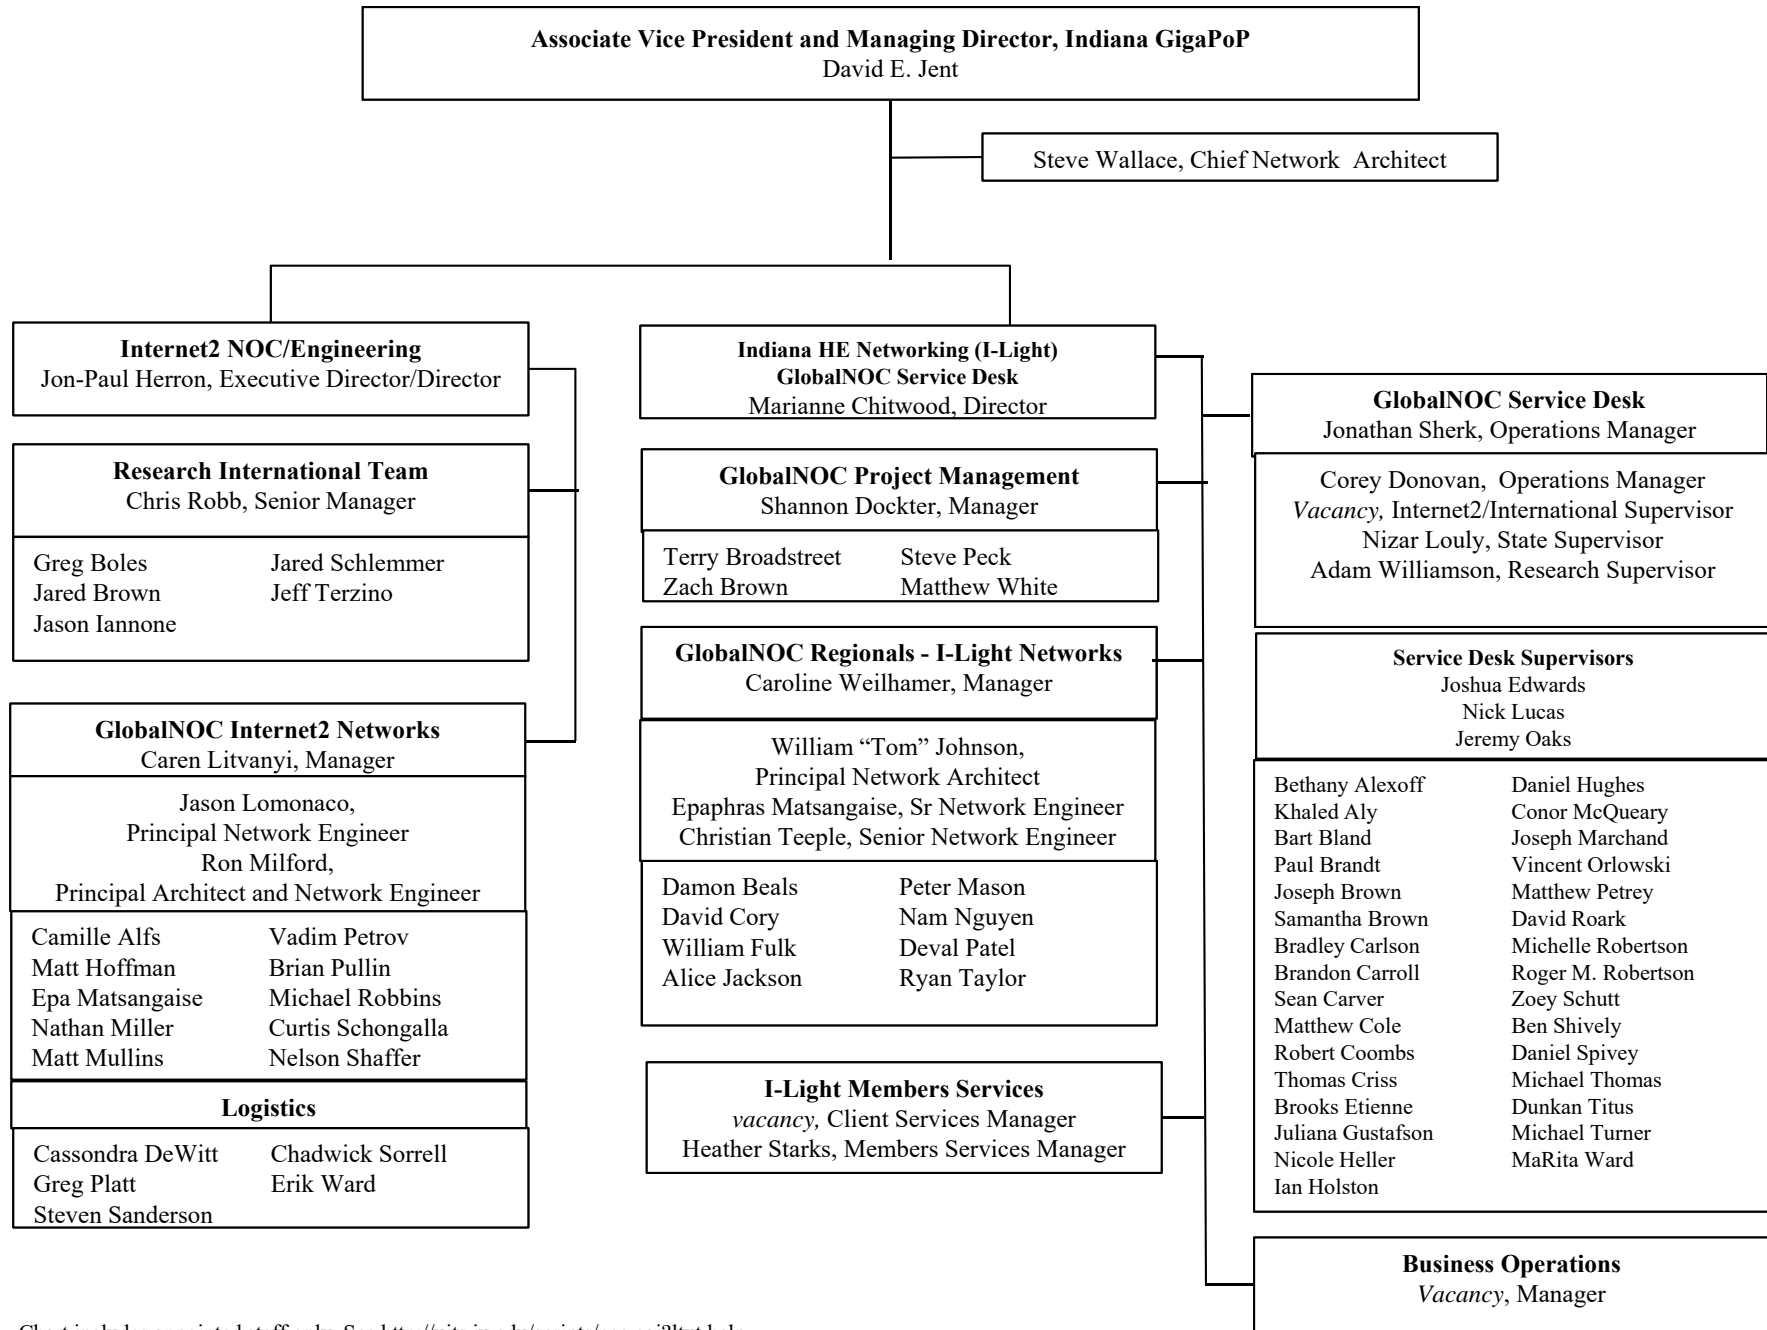 Associate Vice President and Managing Director, Indiana GigaPoP
David E. Jent
Steve Wallace, Chief Network Architect
Internet2 NOC/Engineering
Jon-Paul Herron, Executive Director/Director
Research International Team
Chris Robb, Senior Manager
Greg Boles Jared Schlemmer
Jared Brown Jeff Terzino
Jason Iannone
GlobalNOC Internet2 Networks
Caren Litvanyi, Manager
Jason Lomonaco,
Principal Network Engineer
Ron Milford,
Principal Architect and Network Engineer
Camille Alfs Vadim Petrov
Matt Hoffman Brian Pullin
Epa Matsangaise Michael Robbins
Nathan Miller Curtis Schongalla
Matt Mullins Nelson Shaffer
Logistics
Cassondra DeWitt Chadwick Sorrell
Greg Platt Erik Ward
Steven Sanderson
Indiana HE Networking (I-Light)
GlobalNOC Service Desk
Marianne Chitwood, Director
GlobalNOC Project Management
Shannon Dockter, Manager
Terry Broadstreet Steve Peck
Zach Brown Matthew White
GlobalNOC Regionals - I-Light Networks
Caroline Weilhamer, Manager
William “Tom” Johnson,
Principal Network Architect
Epaphras Matsangaise, Sr Network Engineer
Christian Teeple, Senior Network Engineer
Damon Beals Peter Mason
David Cory Nam Nguyen
William Fulk Deval Patel
Alice Jackson Ryan Taylor
I-Light Members Services
vacancy, Client Services Manager
Heather Starks, Members Services Manager
GlobalNOC Service Desk
Jonathan Sherk, Operations Manager
Corey Donovan, Operations Manager
Vacancy, Internet2/International Supervisor
Nizar Louly, State Supervisor
Adam Williamson, Research Supervisor
Service Desk Supervisors
Joshua Edwards
Nick Lucas
Jeremy Oaks
Bethany Alexoff Daniel Hughes
Khaled Aly Conor McQueary
Bart Bland Joseph Marchand
Paul Brandt Vincent Orlowski
Joseph Brown Matthew Petrey
Samantha Brown David Roark
Bradley Carlson Michelle Robertson
Brandon Carroll Roger M. Robertson
Sean Carver Zoey Schutt
Matthew Cole Ben Shively
Robert Coombs Daniel Spivey
Thomas Criss Michael Thomas
Brooks Etienne Dunkan Titus
Juliana Gustafson Michael Turner
Nicole Heller MaRita Ward
Ian Holston
Business Operations
Vacancy, Manager